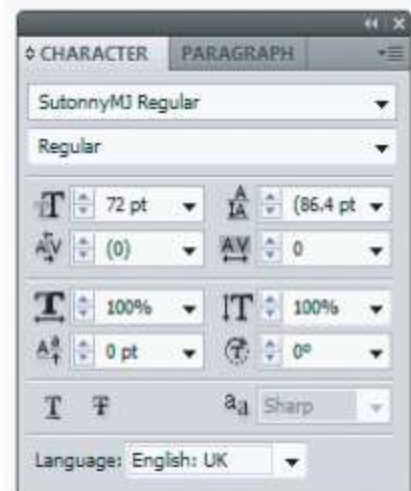 CHARACTER PARAGRAPH
SutonnyMJ Regular
Regular
72 pt (86.4 pt
(0) 0
100% 100%
0 pt 0°
T T aa Sharp
Language: English: UK